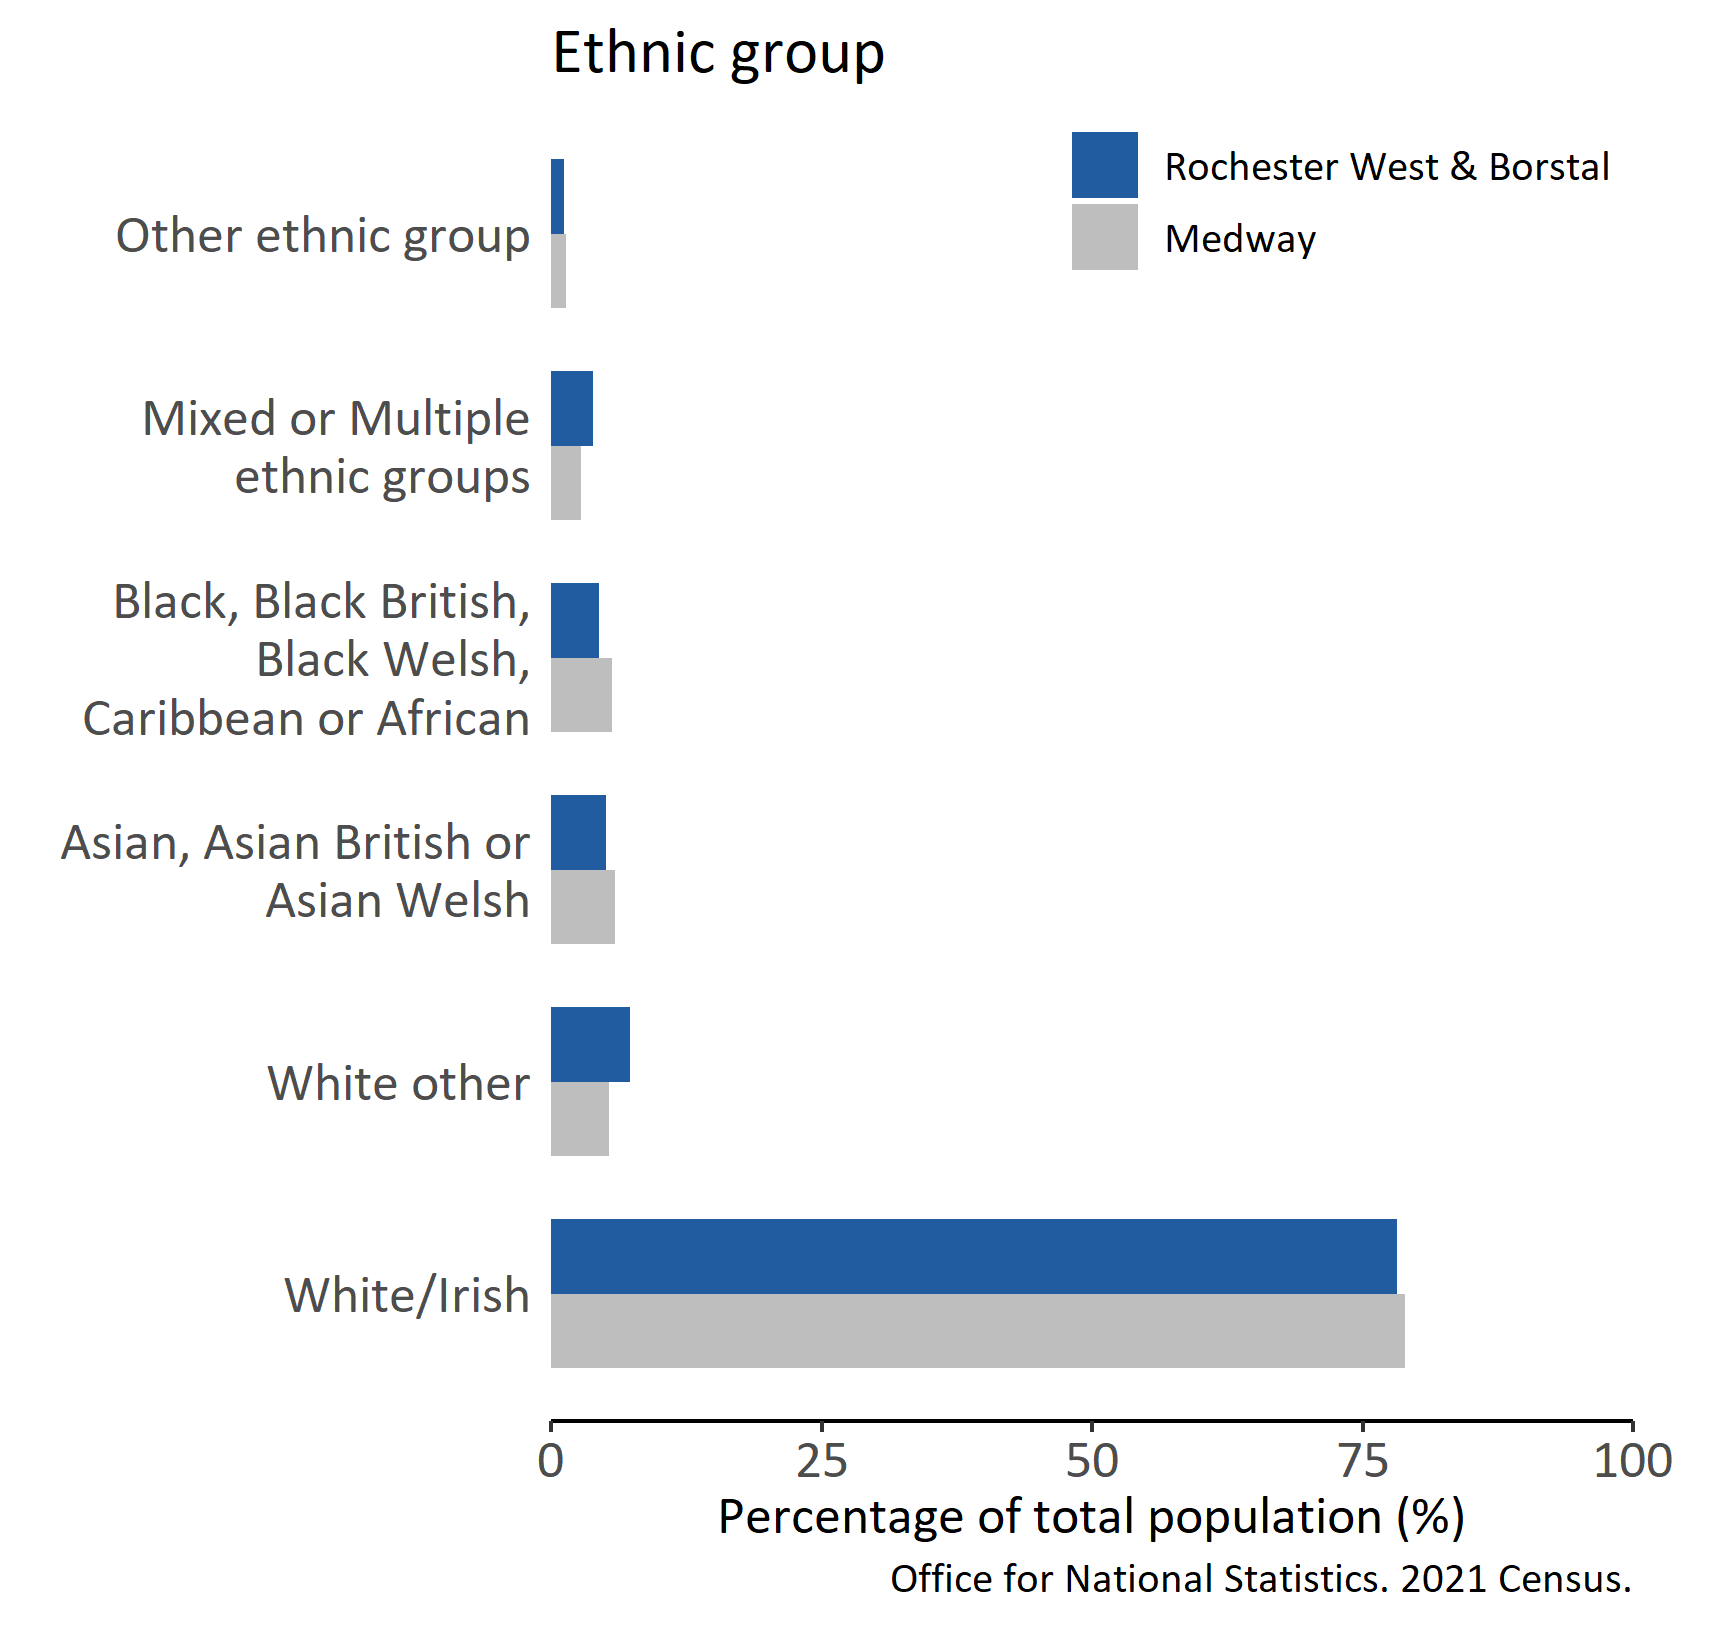 Ethnic group
Rochester West & Borstal
Medway
Other ethnic group
Mixed or Multiple
ethnic groups
Black, Black British,
Black Welsh,
Caribbean or African
Asian, Asian British or
Asian Welsh
White other
White/Irish
0 25 50 75 100
Percentage of total population (%)
Office for National Statistics. 2021 Census.